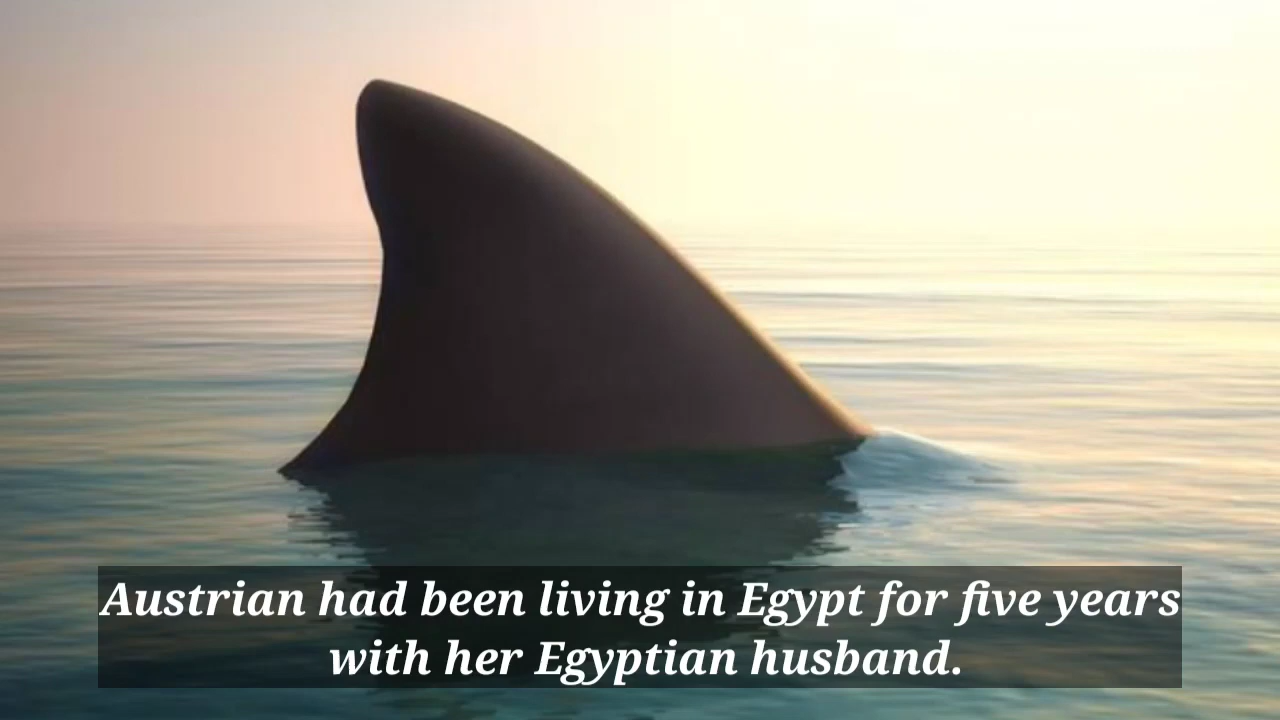 Austrian had been living in Egypt for five years
with her Egyptian husband.